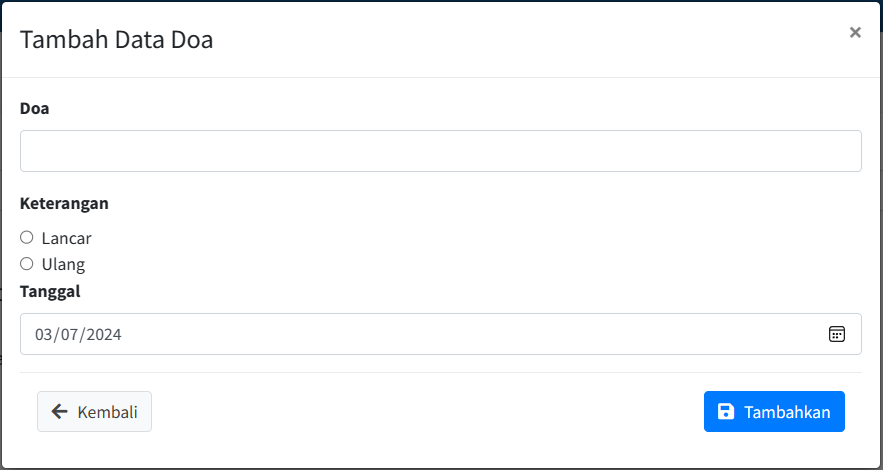 Tambah Data Doa ×
Doa
Keterangan
Lancar
Ulang
Tanggal
03/07/2024
Kembali Tambahkan